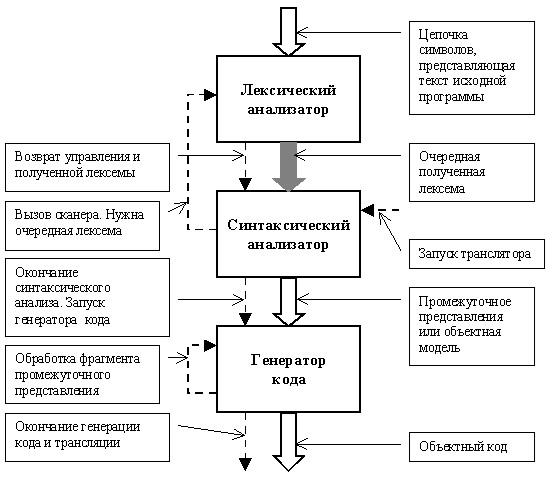 Цепочка
символов,
представляющая
текст исходной
программы
Лексический
анализатор
Возврат управления и
полученной лексемы
Очередная
полученная
лексема
Вызов сканера. Нужна
очередная лексема
Синтаксический
анализатор
Запуск транслятора
Окончание
синтаксического
анализа. Запуск
генератора кода
Промежуточное
представления
или объектная
модель
Генератор
кода
Обработка фрагмента
промежуточного
представления
Окончание генерации
кода и трансляции
Объектный код